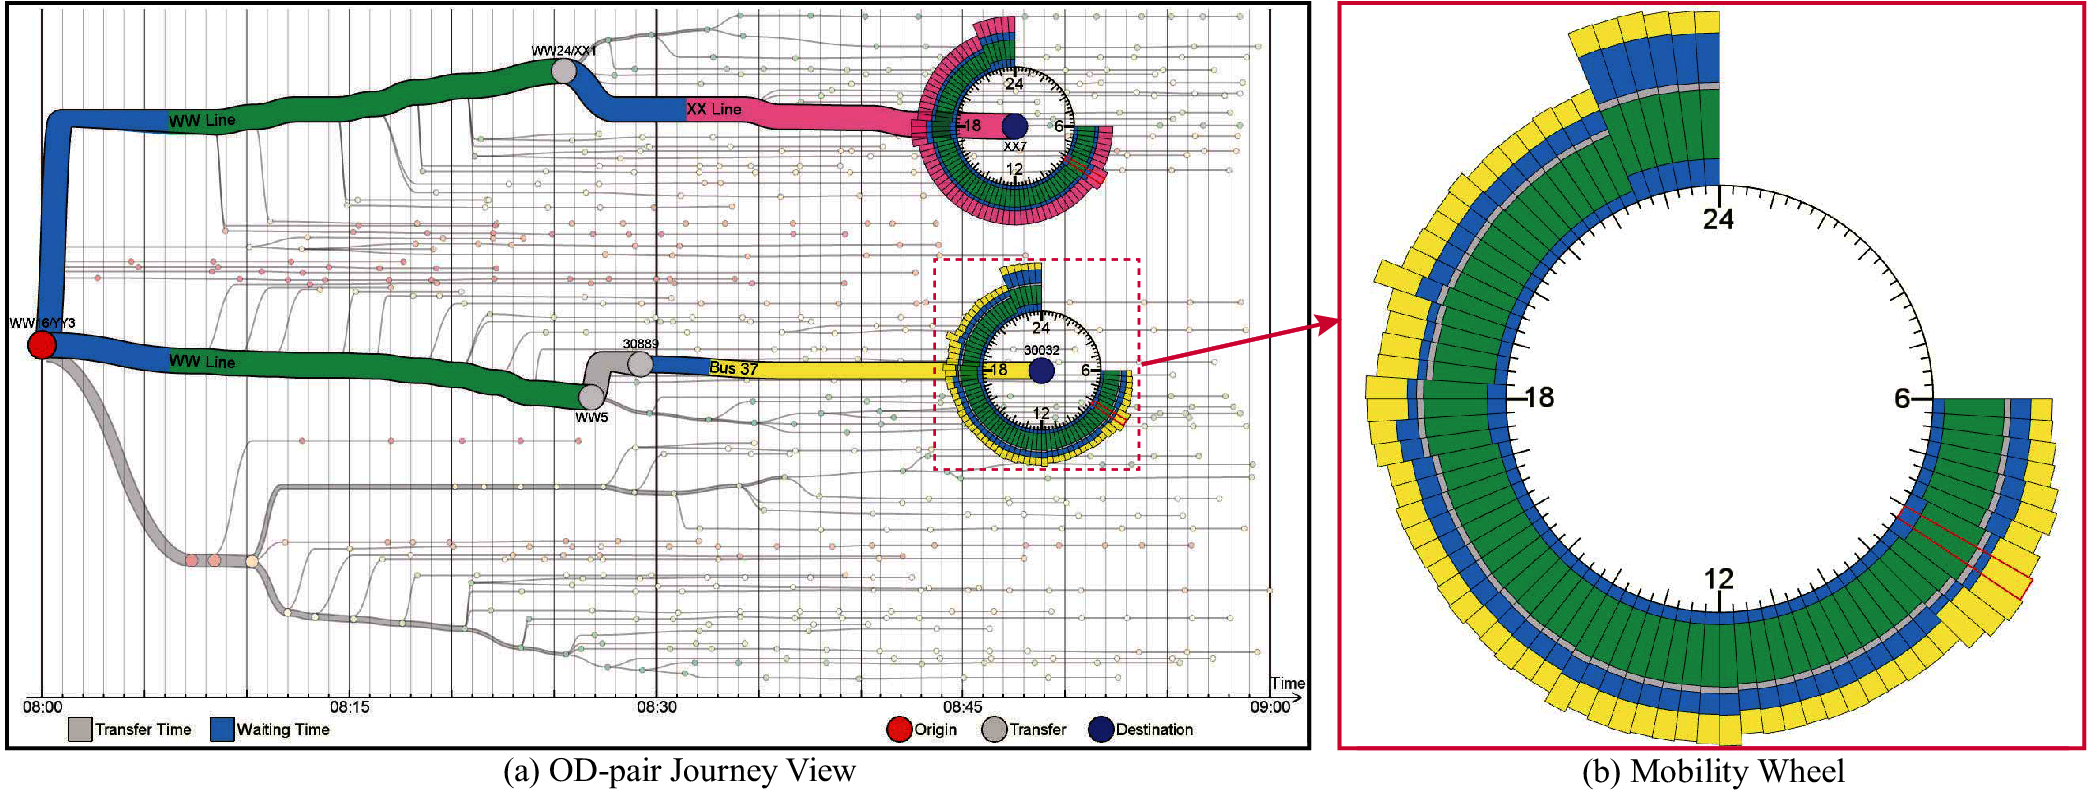 WW24/XX1
WW Line
XX Line
24
18
6
12
XX7
WW16/YY3
WW Line
30889
Bus 37
WW5
24
30032
18
6
12
Time
08:00
08:15
08:30
08:45
09:00
Transfer Time
Waiting Time
Origin
Transfer
Destination
(a) OD-pair Journey View
24
18
6
12
(b) Mobility Wheel